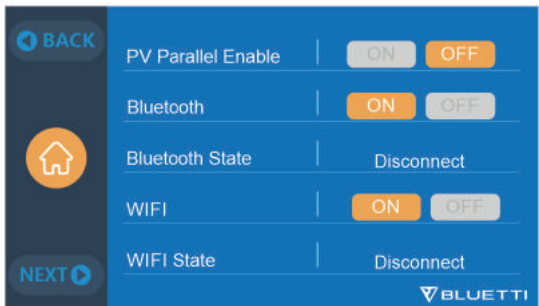 BACK
PV Parallel Enable ON OFF
Bluetooth ON OFF
Bluetooth State Disconnect
WIFI ON OFF
WIFI State Disconnect
NEXT
BLUETTI